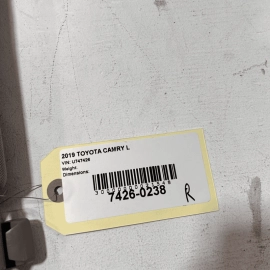 2019 TOYOTA CAMRY L
VIN: U747426
Weight:
Dimensions:
7426-0238
R